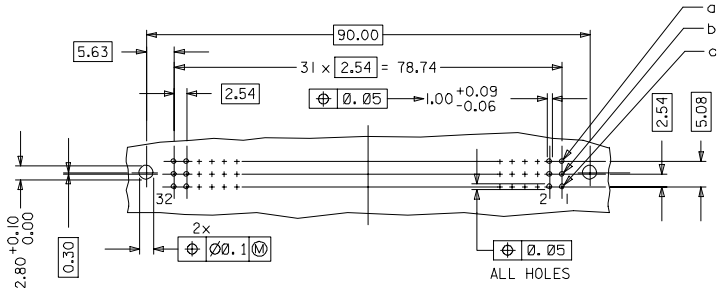 a
b
c
90.00
5.63
31 x 2.54 = 78.74
2.54
⌖ 0.05
1.00 +0.09 -0.06
2.54
5.08
32
2 1
2.80 +0.10 0.00
0.30
2x
⌖ Ø0.1 Ⓜ
⌖ 0.05
ALL HOLES